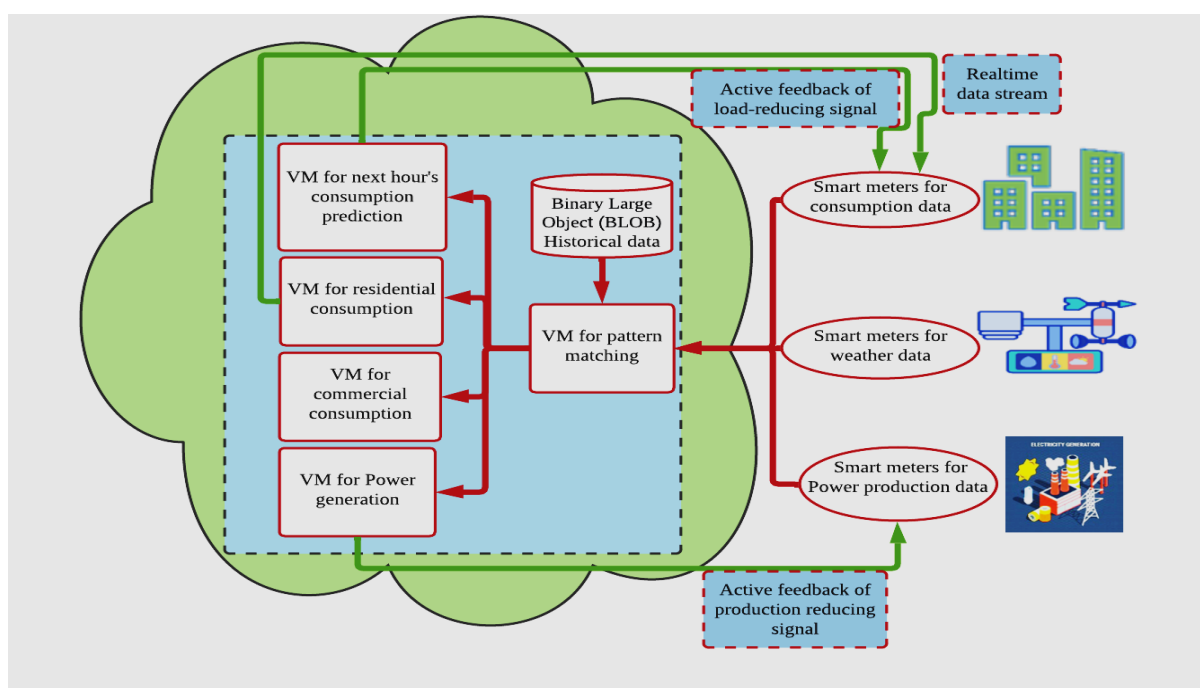 Active feedback of
load-reducing signal
Realtime
data stream
VM for next hour's
consumption
prediction
Binary Large
Object (BLOB)
Historical data
Smart meters for
consumption data
VM for residential
consumption
VM for pattern
matching
Smart meters for
weather data
VM for
commercial
consumption
VM for Power
generation
ELECTRICITY GENERATION
Smart meters for
Power production data
Active feedback of
production reducing
signal